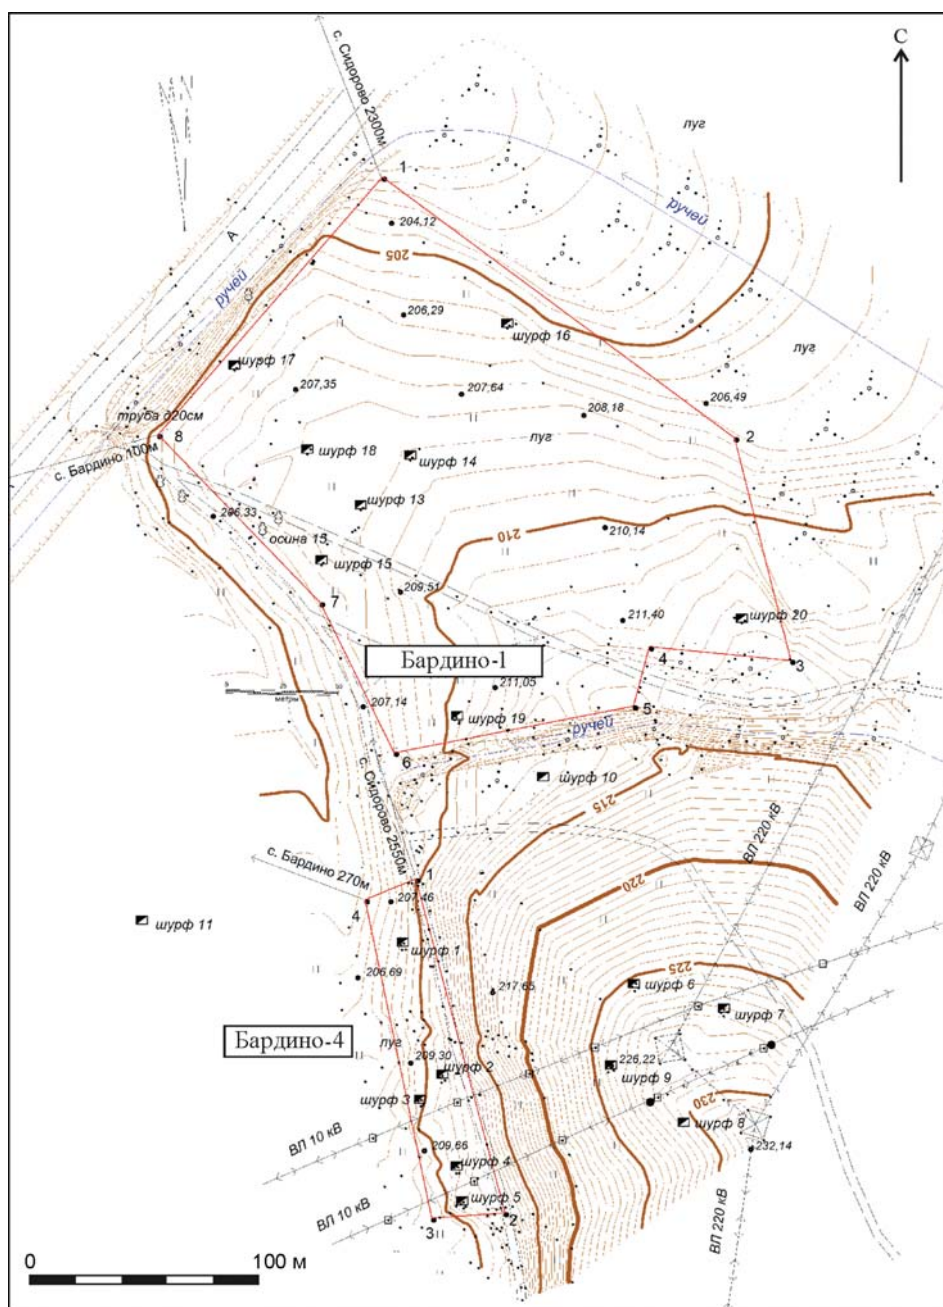 С
с. Сидорово 2300м
1
луг
ручей
204,12
А
205
ручей
206,29
шурф 16
луг
шурф 17
207,35
207,64
208,18
206,49
труба д20см
8
2
луг
с. Бардино 100м
шурф 18
шурф 14
шурф 13
206,33
осина 15
210
210,14
шурф 15
7
209,51
211,40
шурф 20
Бардино-1
4
3
211,05
207,14
5
шурф 19
ручей
6
шурф 10
215
с. Сидорово 2550м
ВЛ 220 кВ
ВЛ 220 кВ
с. Бардино 270м
1
220
4
207,46
шурф 11
шурф 1
225
206,69
217,65
шурф 6
шурф 7
Бардино-4
луг
209,30
шурф 2
226,22
шурф 9
шурф 3
230
шурф 8
ВЛ 10 кВ
209,66
232,14
шурф 4
шурф 5
ВЛ 10 кВ
3
2
ВЛ 220 кВ
0
100 м
метры